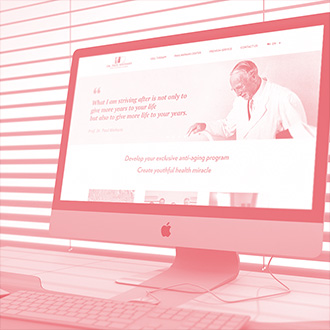 “
What I am striving after is not only to
give more years to your life
but also to give more life to your years.
Develop your exclusive anti-aging program
Create youthful health miracle